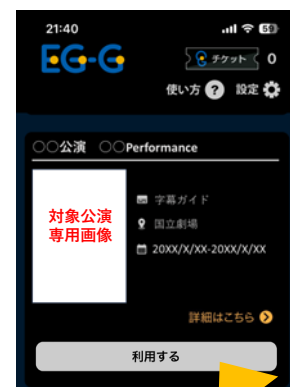 21:40
59
EG-G
チケット 0
使い方 ? 設定
○○公演 ○○Performance
対象公演
専用画像
字幕ガイド
国立劇場
20XX/X/XX-20XX/X/XX
詳細はこちら
利用する